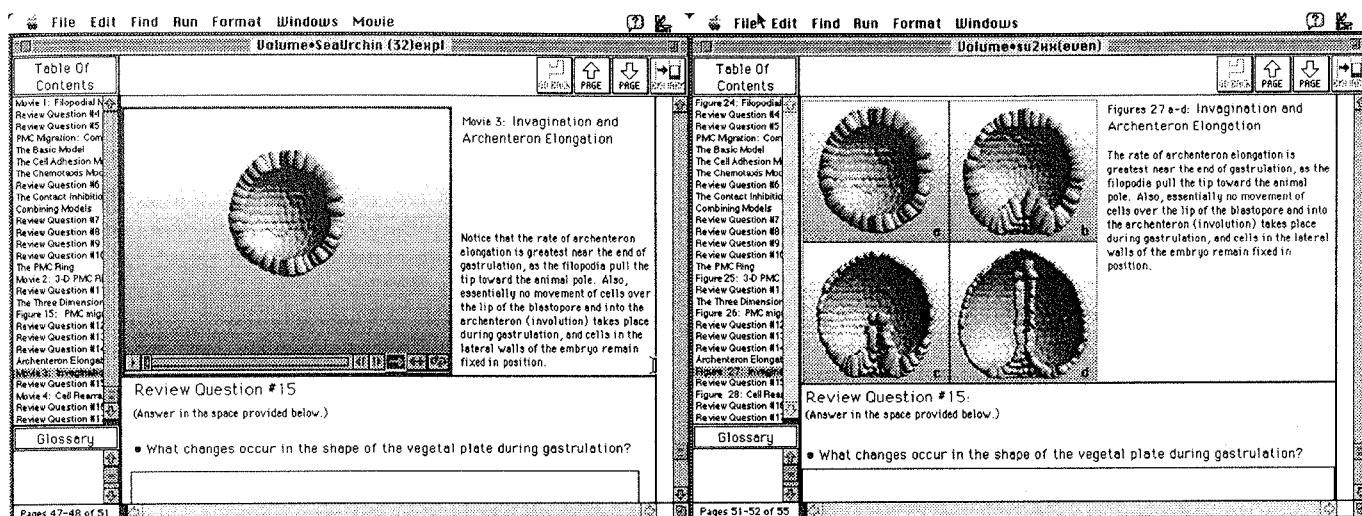 File Edit Find Run Format Windows Movie
Volume•SeaUrchin (32)expl
Table Of
Contents
PAGE
PAGE
Movie 1: Filopodial
Review Question #4
Review Question #5
PMC Migration: Com
The Basic Model
The Cell Adhesion M
The Chemotaxis Mod
Review Question #6
The Contact Inhibitio
Combining Models
Review Question #7
Review Question #8
Review Question #9
Review Question #10
The PMC Ring
Movie 2: 3-D PMC Ri
Review Question #1
The Three Dimension
Figure 15: PMC mig
Review Question #12
Review Question #1
Review Question #14
Archenteron Elongat
Movie 3: Invaginati
Review Question #15
Movie 4: Cell Rearra
Review Question #16
Review Question #17
Glossary
Pages 47-48 of 51
Movie 3: Invagination and
Archenteron Elongation
Notice that the rate of archenteron
elongation is greatest near the end of
gastrulation, as the filopodia pull the
tip toward the animal pole. Also,
essentially no movement of cells over
the lip of the blastopore and into the
archenteron (involution) takes place
during gastrulation, and cells in the
lateral walls of the embryo remain
fixed in position.
Review Question #15
(Answer in the space provided below.)
• What changes occur in the shape of the vegetal plate during gastrulation?
File Edit Find Run Format Windows
Volume•su2xx(even)
Table Of
Contents
PAGE
PAGE
Figure 24: Filopodial
Review Question #4
Review Question #5
PMC Migration: Com
The Basic Model
The Cell Adhesion M
The Chemotaxis Mod
Review Question #6
The Contact Inhibitio
Combining Models
Review Question #7
Review Question #8
Review Question #9
Review Question #10
The PMC Ring
Figure 25: 3-D PMC
Review Question #1
The Three Dimension
Figure 26: PMC mig
Review Question #12
Review Question #13
Review Question #14
Archenteron Elongat
Figure 27: Invagina
Review Question #15
Figure 28: Cell Rear
Review Question #16
Review Question #17
Glossary
Pages 51-52 of 55
a
b
c
d
Figures 27 a-d: Invagination and
Archenteron Elongation
The rate of archenteron elongation is
greatest near the end of gastrulation, as the
filopodia pull the tip toward the animal
pole. Also, essentially no movement of
cells over the lip of the blastopore and into
the archenteron (involution) takes place
during gastrulation, and cells in the lateral
walls of the embryo remain fixed in
position.
Review Question #15:
(Answer in the space provided below.)
• What changes occur in the shape of the vegetal plate during gastrulation?